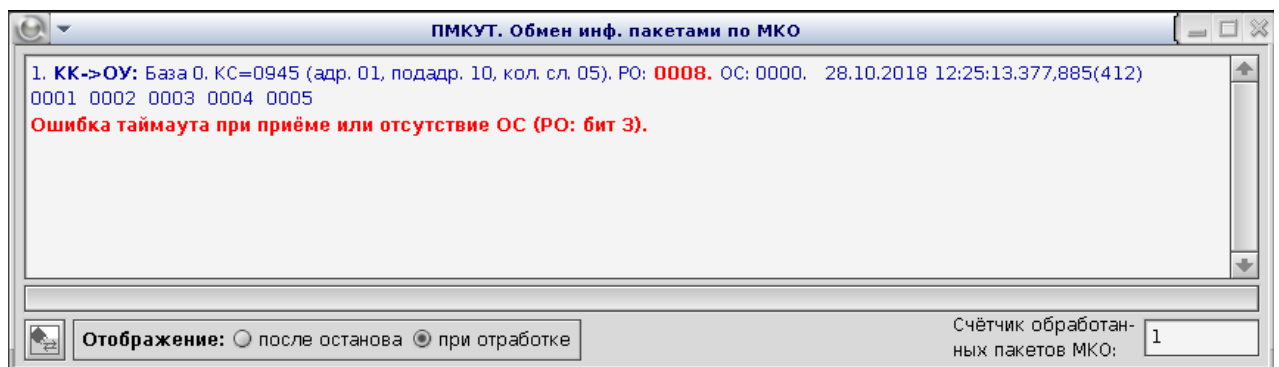 ПМКУТ. Обмен инф. пакетами по МКО
1. КК->ОУ: База 0. КС=0945 (адр. 01, подадр. 10, кол. сл. 05). РО: 0008. ОС: 0000. 28.10.2018 12:25:13.377,885(412)
0001 0002 0003 0004 0005
Ошибка таймаута при приёме или отсутствие ОС (РО: бит 3).
Отображение: после останова при отработке
Счётчик обработан-
ных пакетов МКО:
1